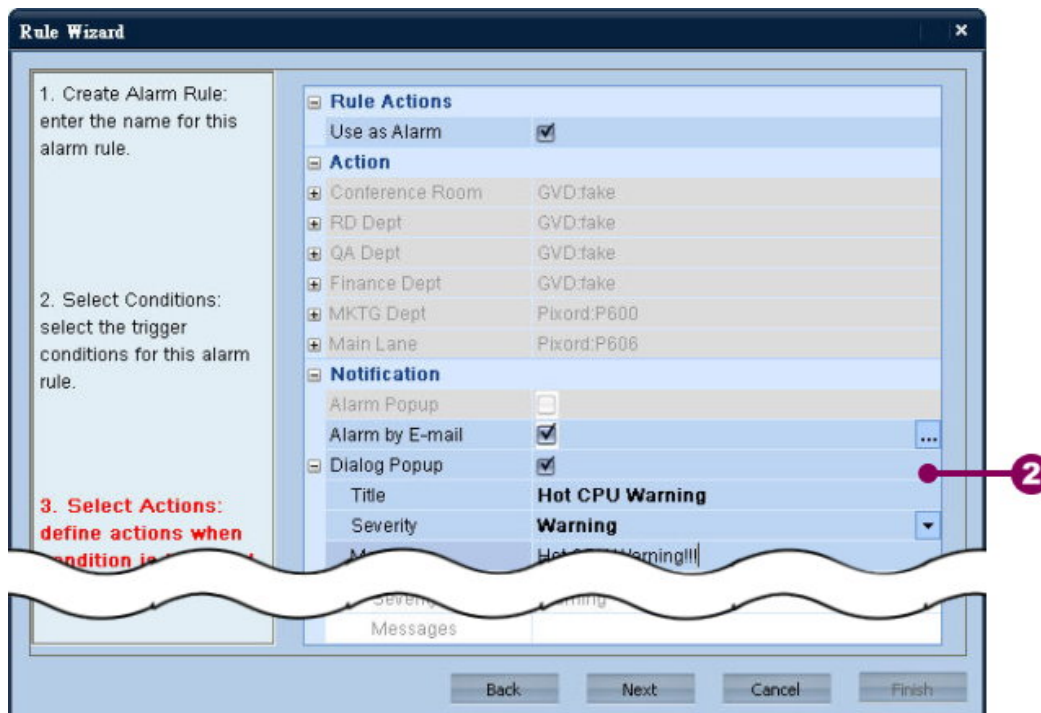 Rule Wizard
1. Create Alarm Rule:
enter the name for this
alarm rule.
2. Select Conditions:
select the trigger
conditions for this alarm
rule.
3. Select Actions:
define actions when
Rule Actions
Use as Alarm
Action
Conference Room GVD:fake
RD Dept GVD:fake
QA Dept GVD:fake
Finance Dept GVD:fake
MKTG Dept Pixord:P600
Main Lane Pixord:P606
Notification
Alarm Popup
Alarm by E-mail ...
Dialog Popup
Title Hot CPU Warning
Severity Warning
Severity Warning
Messages
2
Back Next Cancel Finish